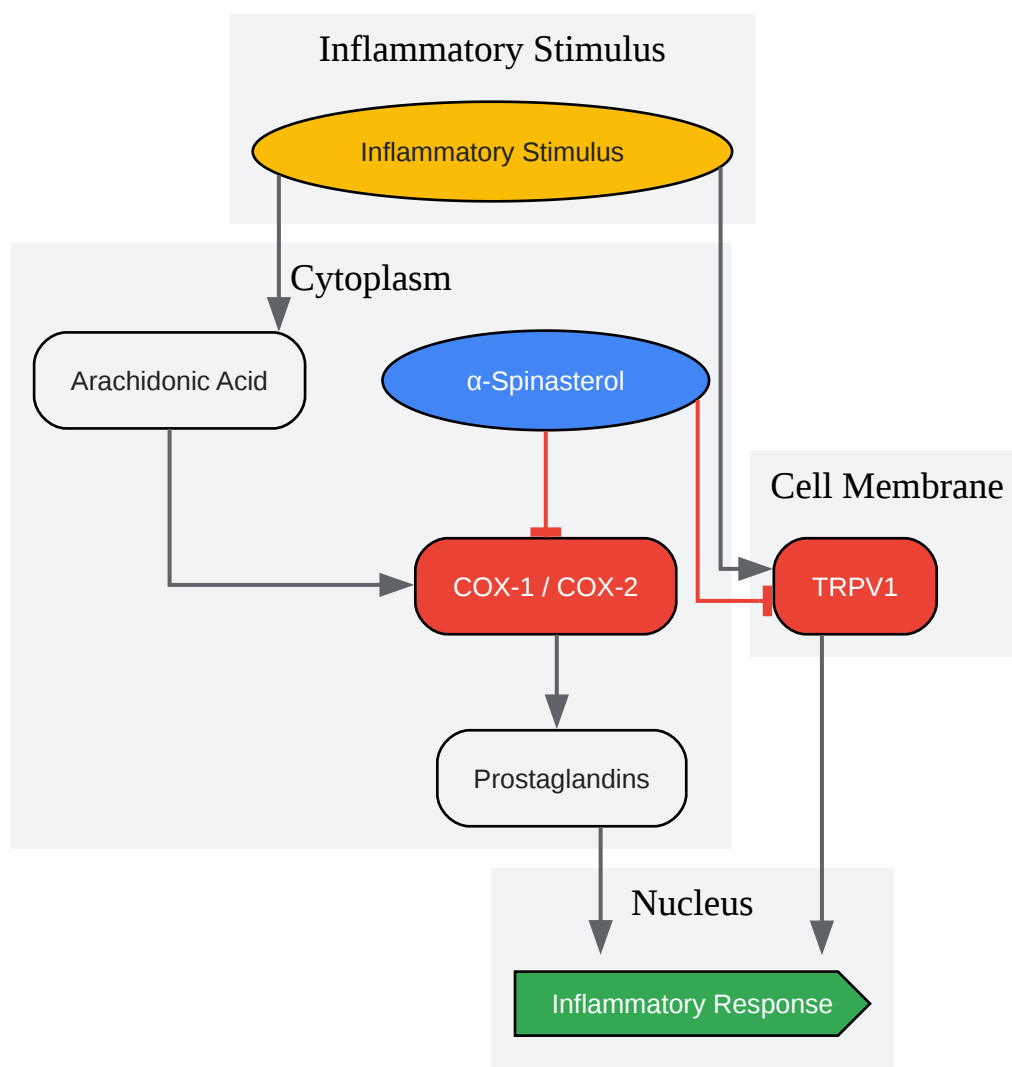 Inflammatory Stimulus
Inflammatory Stimulus
Cytoplasm
Arachidonic Acid
α-Spinasterol
Cell Membrane
COX-1 / COX-2
TRPV1
Prostaglandins
Nucleus
Inflammatory Response